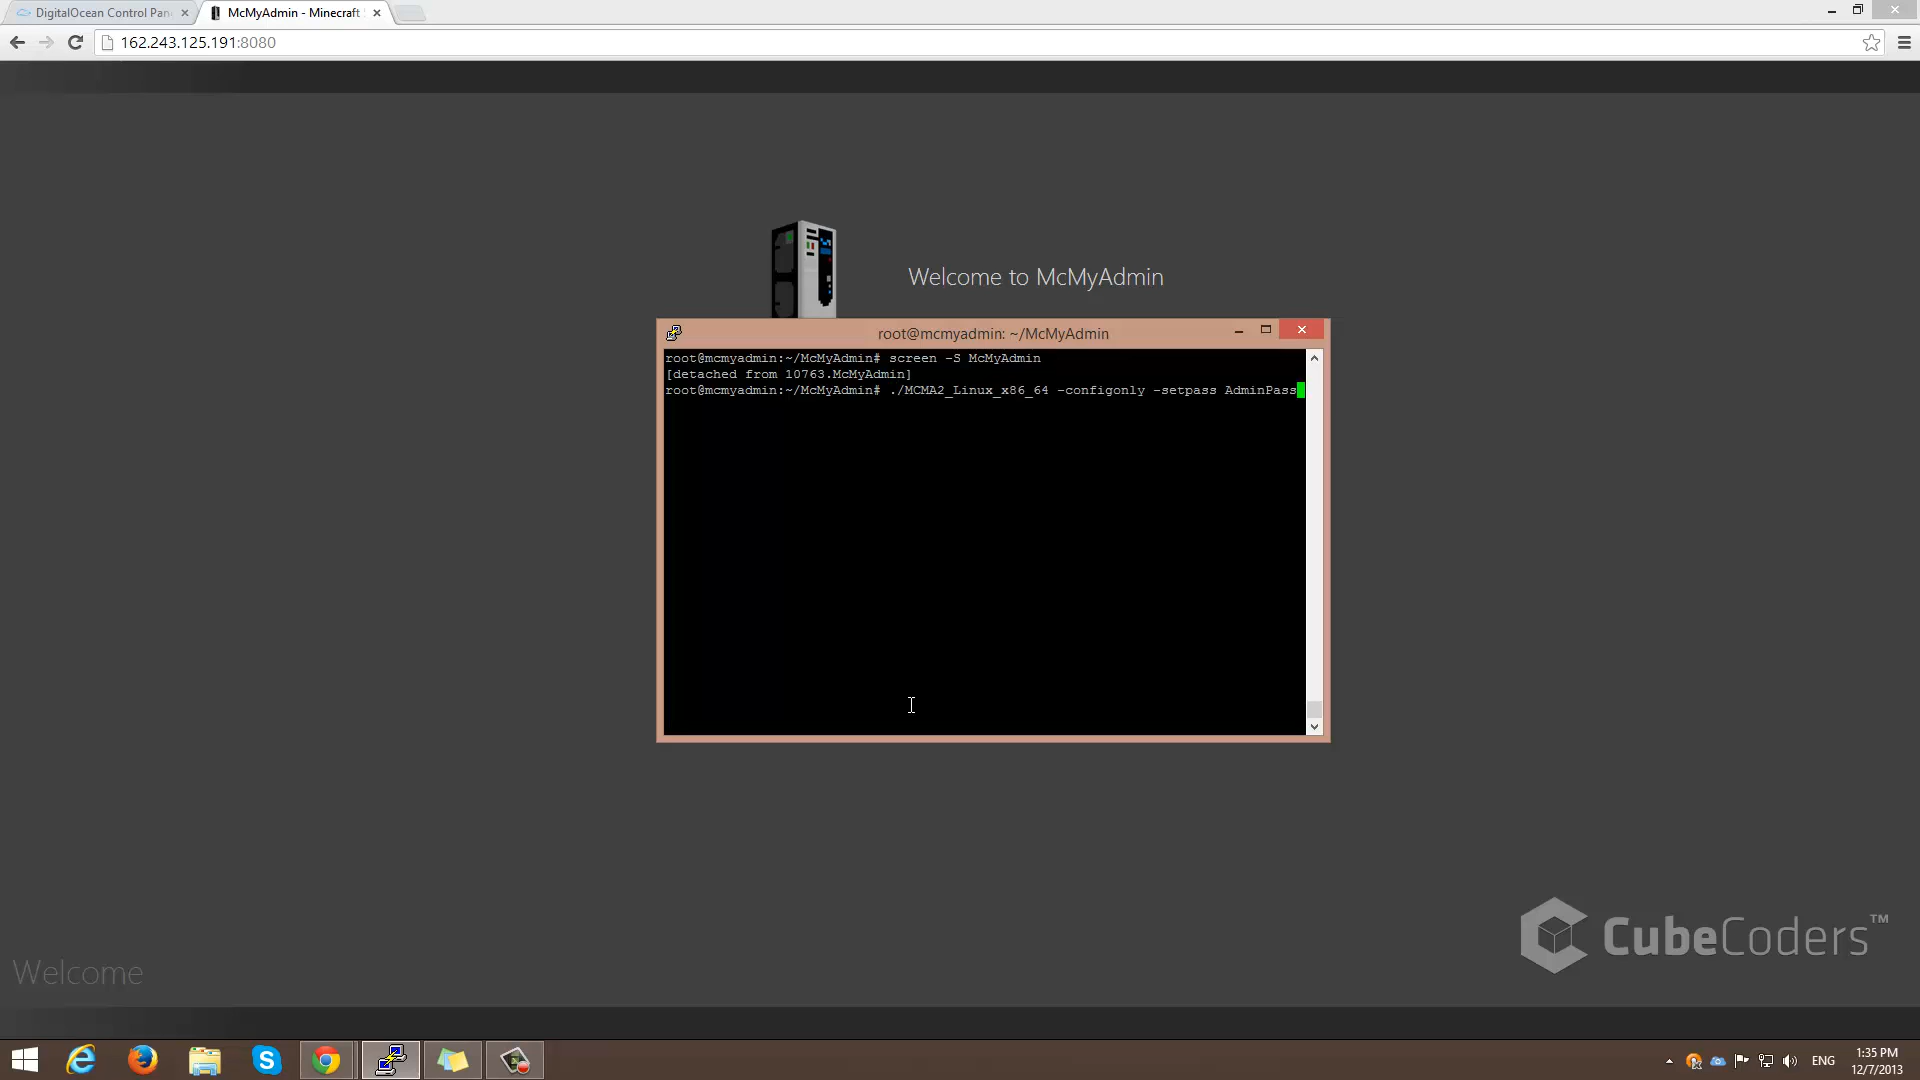 DigitalOcean Control Pan
McMyAdmin - Minecraft
162.243.125.191:8080
Welcome to McMyAdmin
root@mcmyadmin: ~/McMyAdmin
root@mcmyadmin:~/McMyAdmin# screen -S McMyAdmin
[detached from 10763.McMyAdmin]
root@mcmyadmin:~/McMyAdmin# ./MCMA2_Linux_x86_64 -configonly -setpass AdminPass
CubeCoders™
Welcome
ENG
1:35 PM
12/7/2013